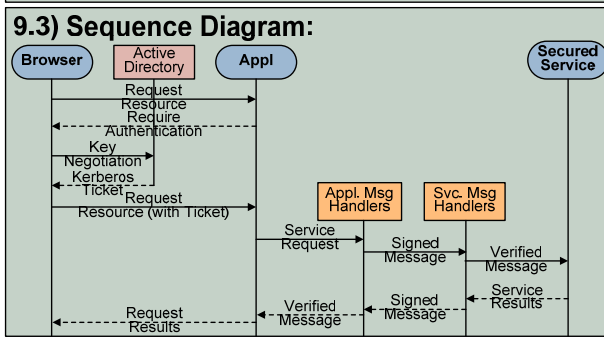 9.3) Sequence Diagram:
Browser
Active
Directory
Appl
Secured
Service
Request
Resource
Require
Authentication
Key
Negotiation
Kerberos
Ticket
Request
Resource (with Ticket)
Appl. Msg
Handlers
Svc. Msg
Handlers
Service
Request
Signed
Message
Verified
Message
Service
Results
Signed
Message
Verified
Message
Request
Results